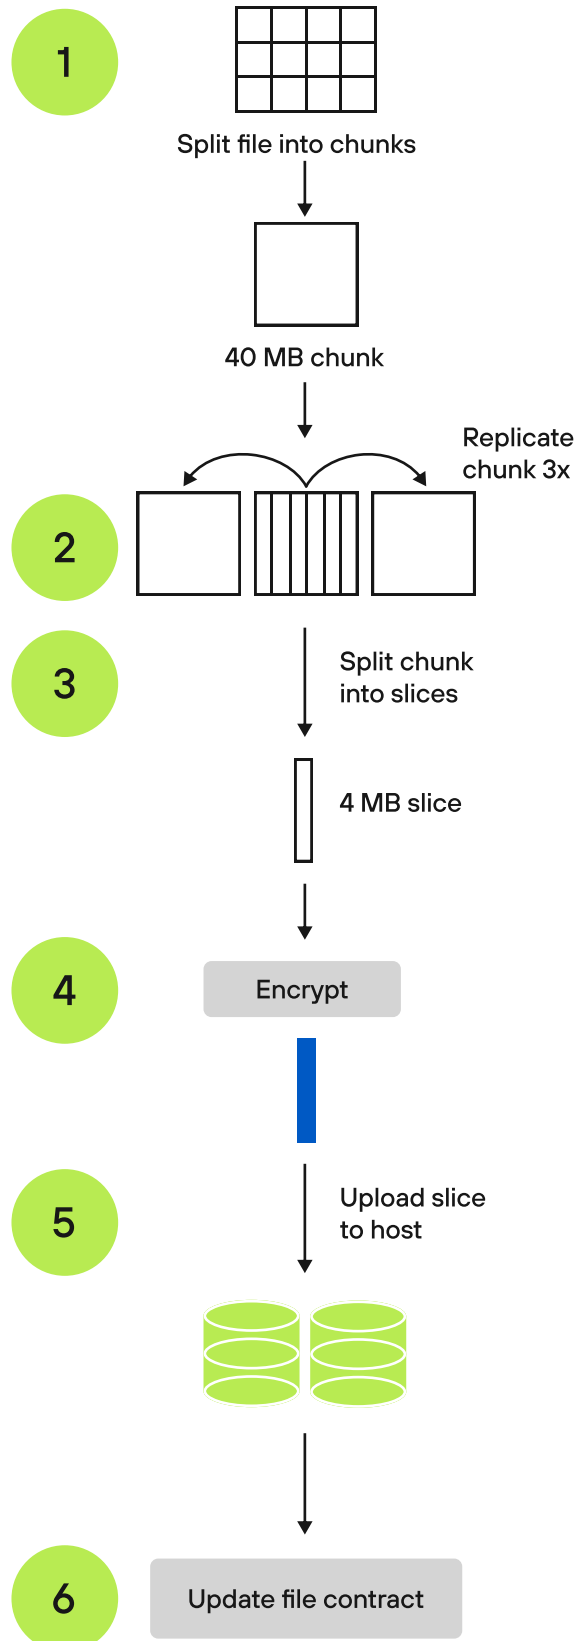 1
Split file into chunks
40 MB chunk
Replicate
chunk 3x
2
3
Split chunk
into slices
4 MB slice
4
Encrypt
5
Upload slice
to host
6
Update file contract